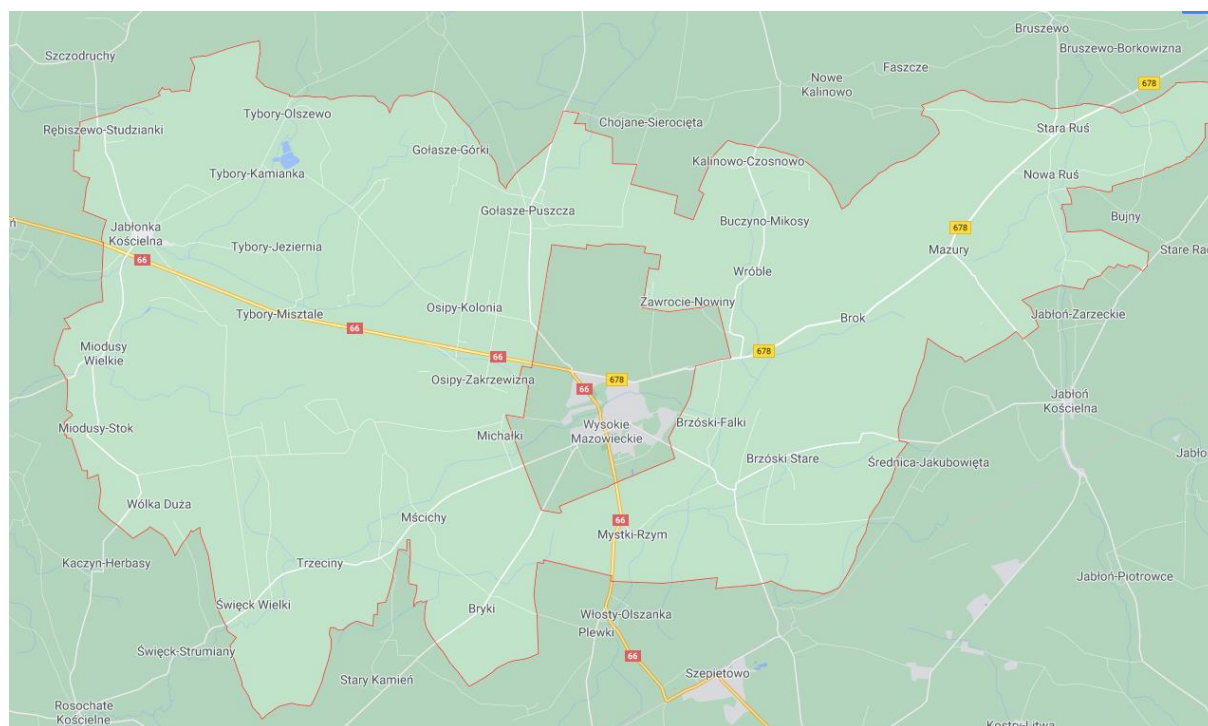 Bruszewo
Szczodruchy
Bruszewo-Borkowizna
Faszcze
Nowe
Kalinowo
678
Tybory-Olszewo
Chojane-Sierocięta
Rębiszewo-Studzianki
Stara Ruś
Gołasze-Górki
Kalinowo-Czosnowo
Tybory-Kamianka
Nowa Ruś
Gołasze-Puszcza
Bujny
Buczyno-Mikosy
Jabłonka
Kościelna
678
Tybory-Jeziernia
Mazury
Stare Ra
66
Wróble
Zawrocie-Nowiny
Osipy-Kolonia
Tybory-Misztale
Brok
Jabłoń-Zarzeckie
66
Miodusy
Wielkie
66
678
Osipy-Zakrzewizna
678
66
Jabłoń
Kościelna
Miodusy-Stok
Michałki
Wysokie
Mazowieckie
Brzóski-Falki
Jabło
Brzóski Stare
Średnica-Jakubowięta
Wólka Duża
Mścichy
66
Mystki-Rzym
Kaczyn-Herbasy
Trzeciny
Jabłoń-Piotrowce
Święck Wielki
Bryki
Włosty-Olszanka
Plewki
Święck-Strumiany
66
Stary Kamień
Szepietowo
Rosochate
Kościelne
Kostry-Litwa